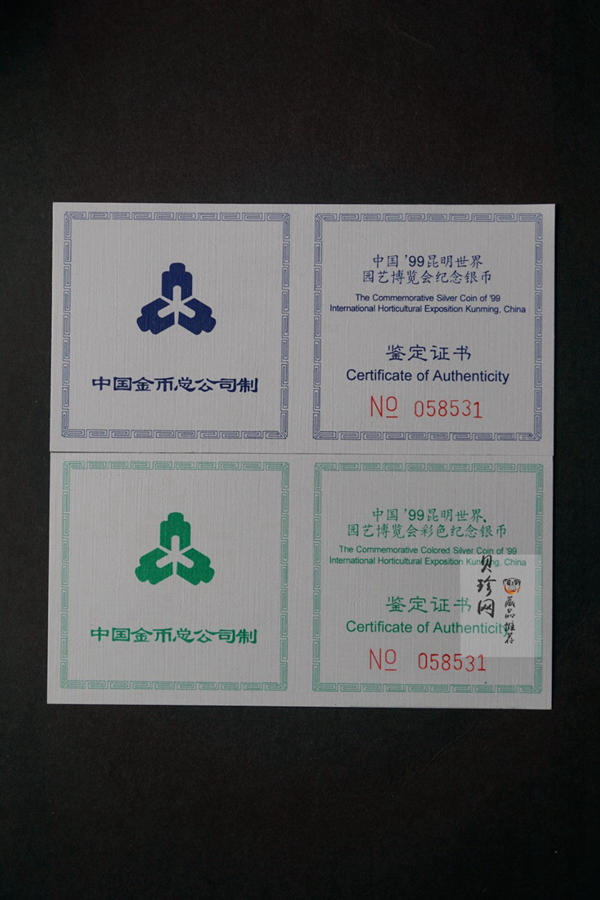 中国金币总公司制
中国 '99昆明世界
园艺博览会纪念银币
The Commemorative Silver Coin of '99
International Horticultural Exposition Kunming, China
鉴定证书
Certificate of Authenticity
No 058531
中国金币总公司制
中国 '99昆明世界
园艺博览会彩色纪念银币
The Commemorative Colored Silver Coin of '99
International Horticultural Exposition Kunming, China
鉴定证书
Certificate of Authenticity
No 058531
贝珍网
藏品推荐